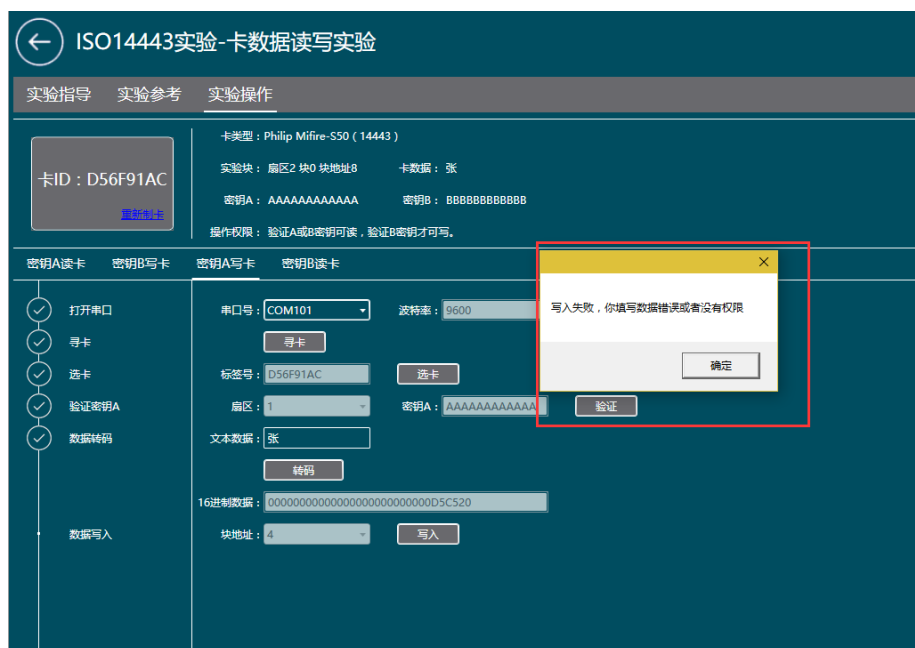 ISO14443实验-卡数据读写实验
实验指导 实验参考 实验操作
卡类型：Philip Mifire-S50 ( 14443 )
实验块： 扇区2 块0 块地址8 卡数据： 张
卡ID：D56F91AC
密钥A： AAAAAAAAAAAA 密钥B： BBBBBBBBBBBB
重新制卡
操作权限： 验证A或B密钥可读，验证B密钥才可写。
密钥A读卡 密钥B写卡 密钥A写卡 密钥B读卡
打开串口 串口号：COM101 波特率：9600
写入失败，你填写数据错误或者没有权限
寻卡 寻卡
确定
选卡 标签号：D56F91AC 选卡
验证密钥A 扇区：1 密钥A：AAAAAAAAAAAA 验证
数据转码 文本数据：张
转码
16进制数据：00000000000000000000000000D5C520
数据写入 块地址：4 写入